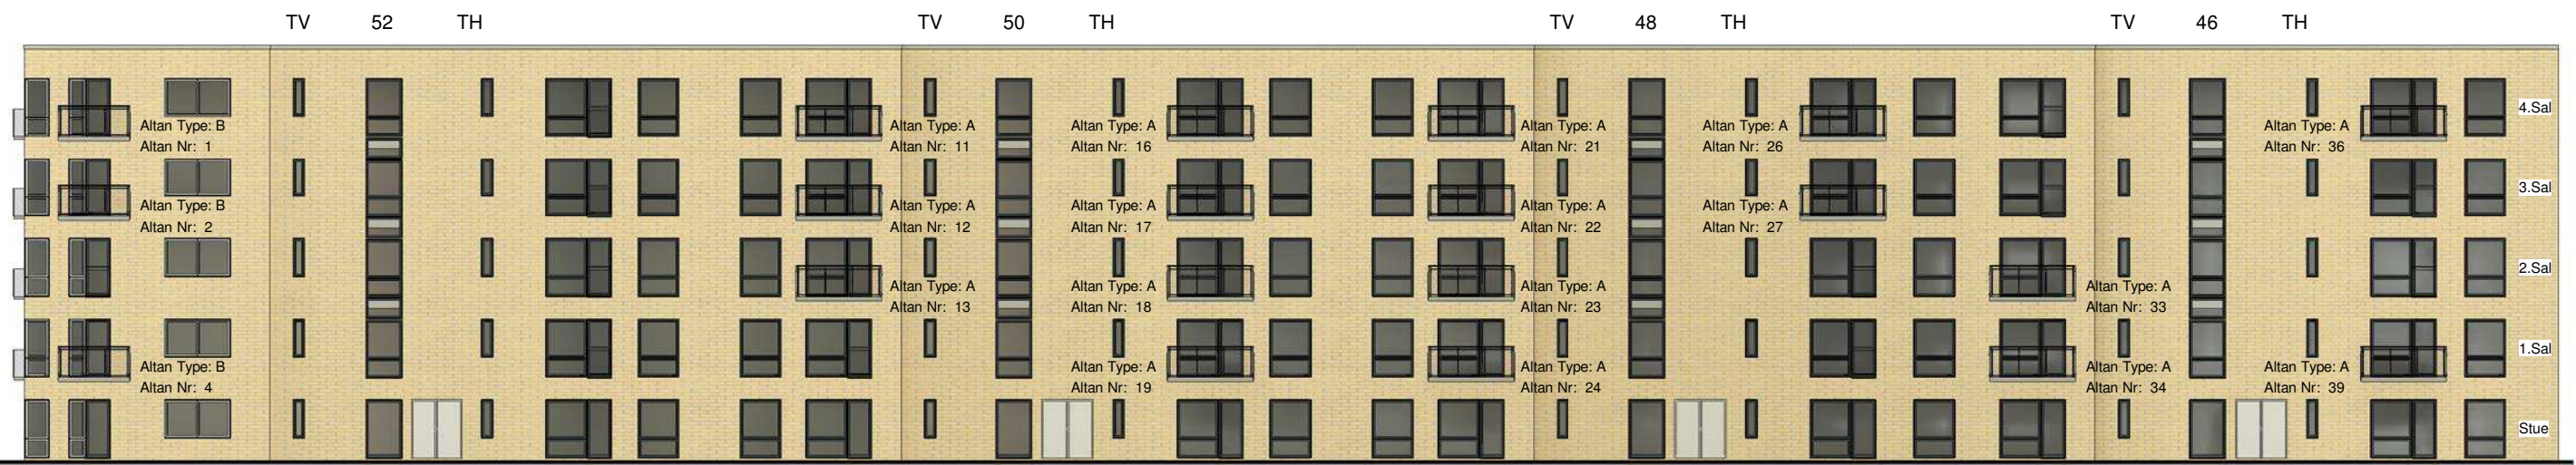 TV 52 TH TV 50 TH TV 48 TH TV 46 TH
4.Sal
Altan Type: B Altan Type: A Altan Type: A Altan Type: A Altan Type: A Altan Type: A
Altan Nr: 1 Altan Nr: 11 Altan Nr: 16 Altan Nr: 21 Altan Nr: 26 Altan Nr: 36
3.Sal
Altan Type: B Altan Type: A Altan Type: A Altan Type: A Altan Type: A
Altan Nr: 2 Altan Nr: 12 Altan Nr: 17 Altan Nr: 22 Altan Nr: 27
2.Sal
Altan Type: A Altan Type: A Altan Type: A Altan Type: A
Altan Nr: 13 Altan Nr: 18 Altan Nr: 23 Altan Nr: 33
1.Sal
Altan Type: B Altan Type: A Altan Type: A Altan Type: A Altan Type: A
Altan Nr: 4 Altan Nr: 19 Altan Nr: 24 Altan Nr: 34 Altan Nr: 39
Stue